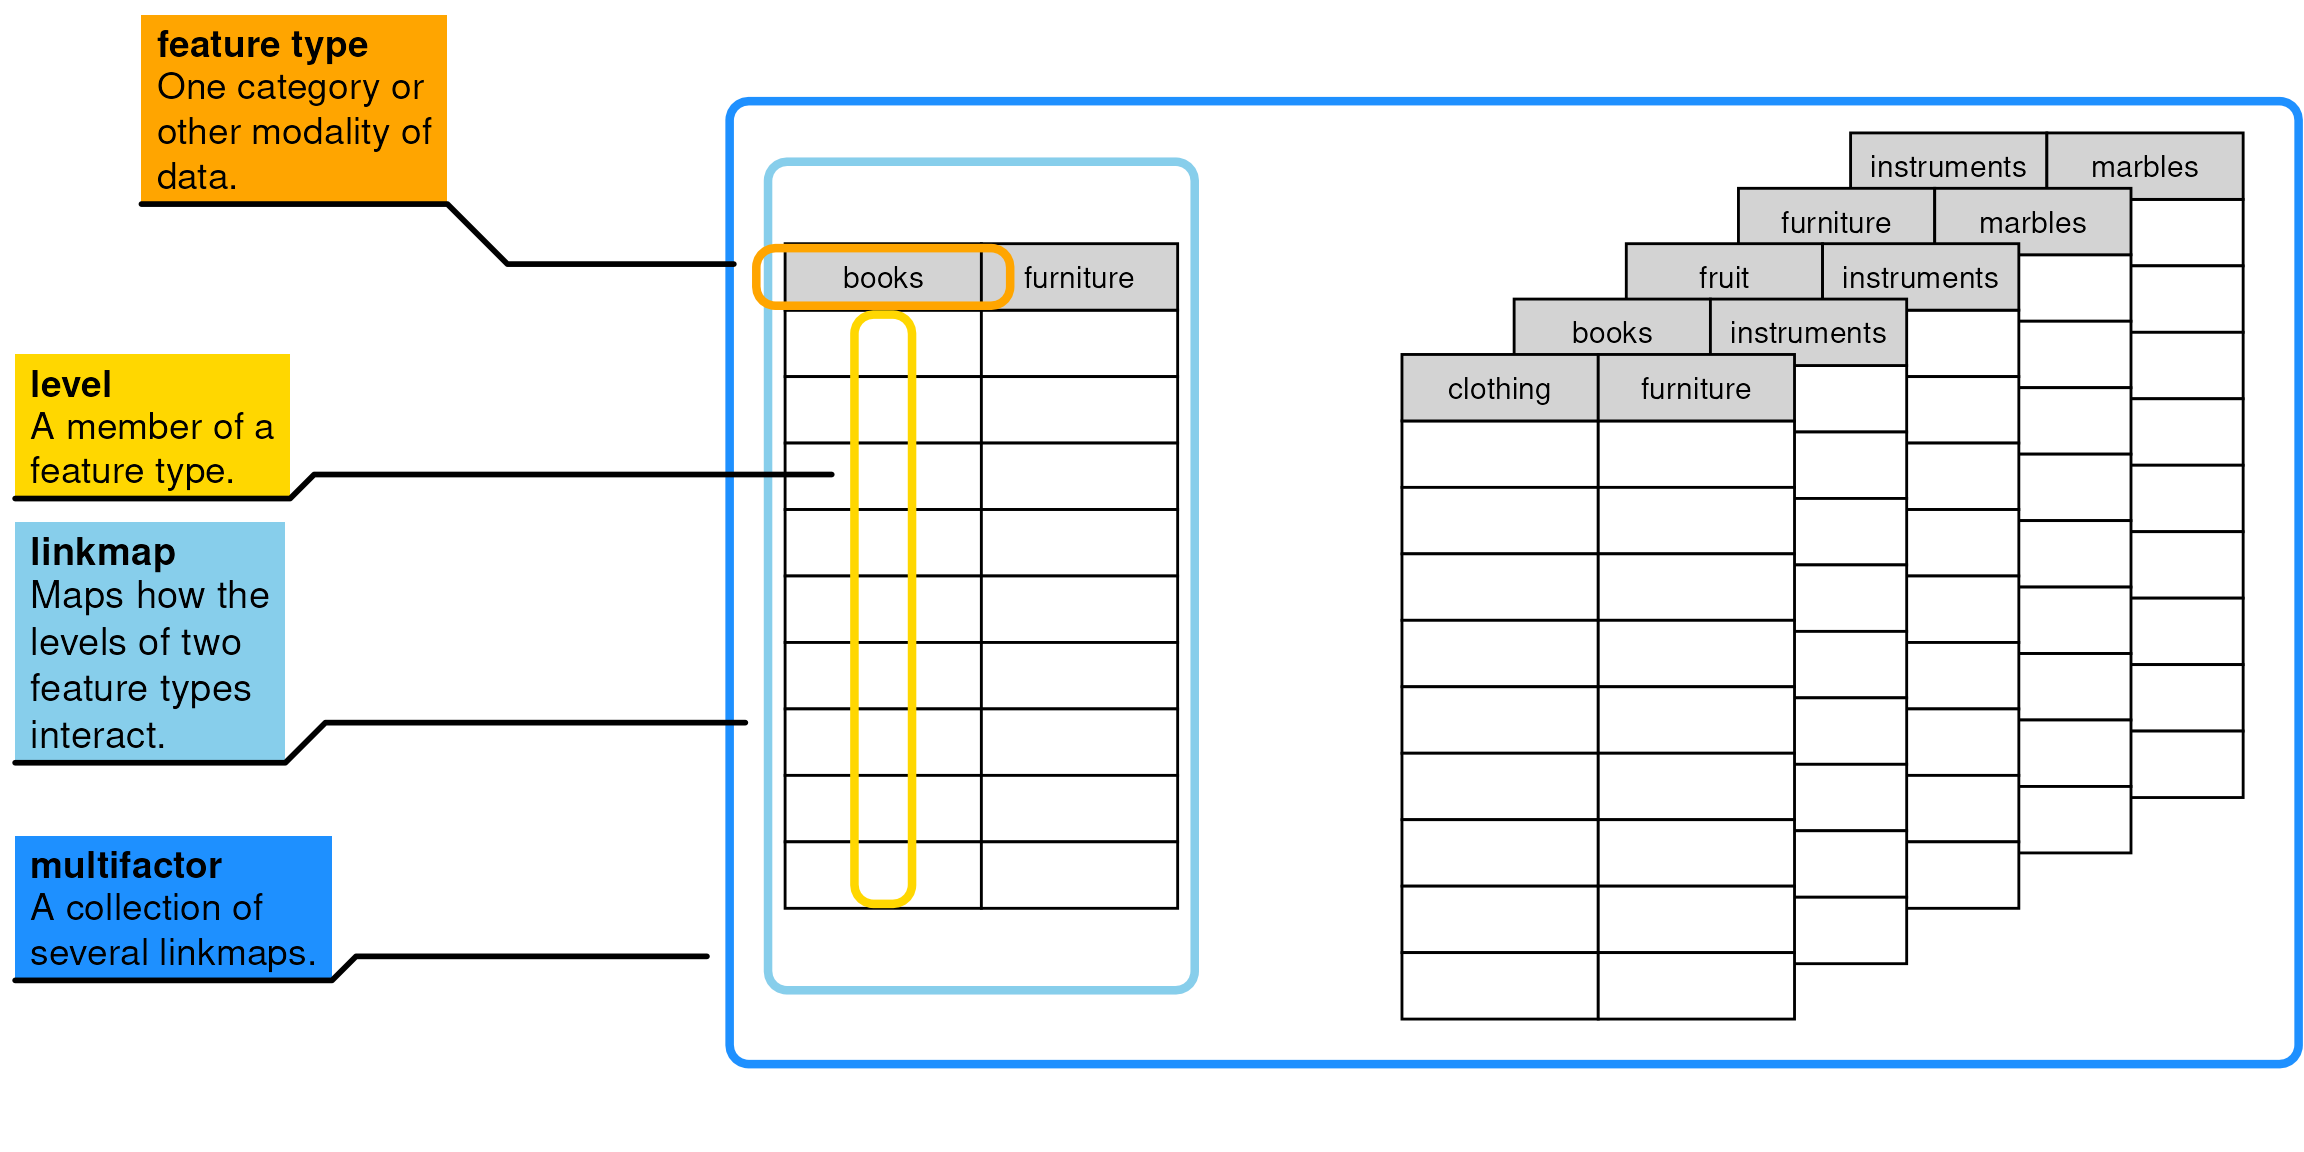 feature type
One category or
other modality of
data.
level
A member of a
feature type.
linkmap
Maps how the
levels of two
feature types
interact.
multifactor
A collection of
several linkmaps.
books furniture
instruments marbles
furniture marbles
fruit instruments
books instruments
clothing furniture